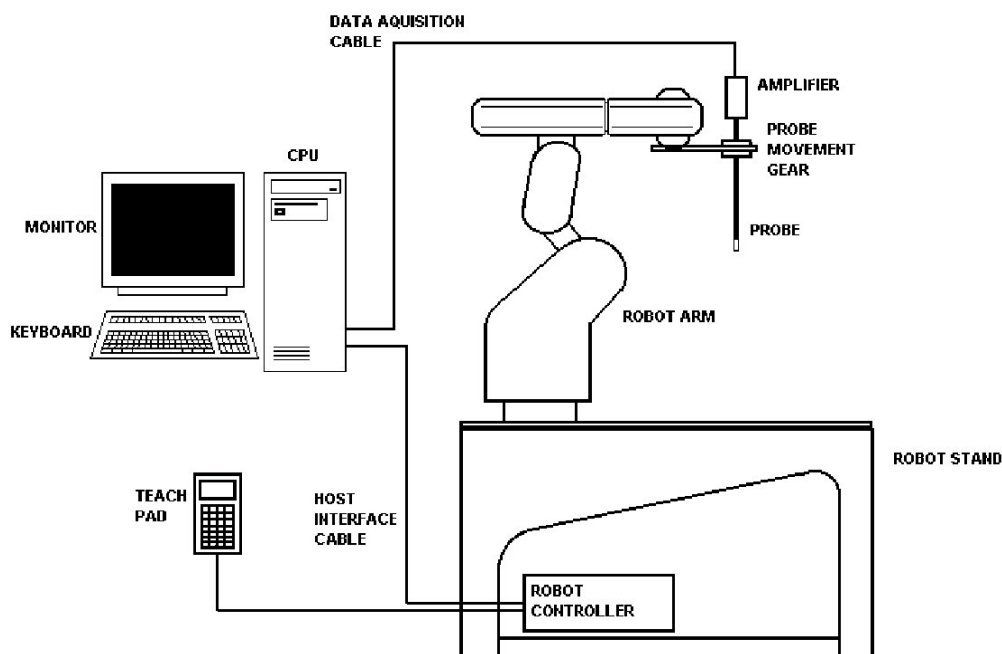 DATA AQUISITION
CABLE
AMPLIFIER
PROBE
MOVEMENT
GEAR
CPU
MONITOR
PROBE
KEYBOARD
ROBOT ARM
ROBOT STAND
TEACH
PAD
HOST
INTERFACE
CABLE
ROBOT
CONTROLLER